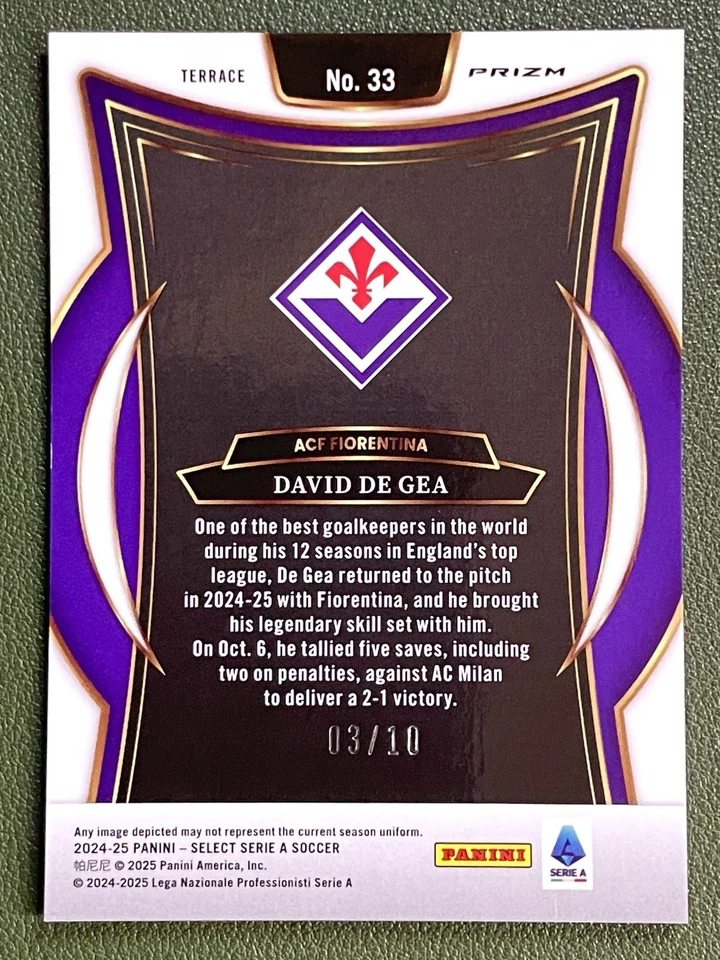 TERRACE
No. 33
PRIZM
ACF FIORENTINA
DAVID DE GEA
One of the best goalkeepers in the world
during his 12 seasons in England's top
league, De Gea returned to the pitch
in 2024-25 with Fiorentina, and he brought
his legendary skill set with him.
On Oct. 6, he tallied five saves, including
two on penalties, against AC Milan
to deliver a 2-1 victory.
03/10
Any image depicted may not represent the current season uniform.
2024-25 PANINI – SELECT SERIE A SOCCER
帕尼尼 © 2025 Panini America, Inc.
© 2024-2025 Lega Nazionale Professionisti Serie A
PANINI
SERIE A